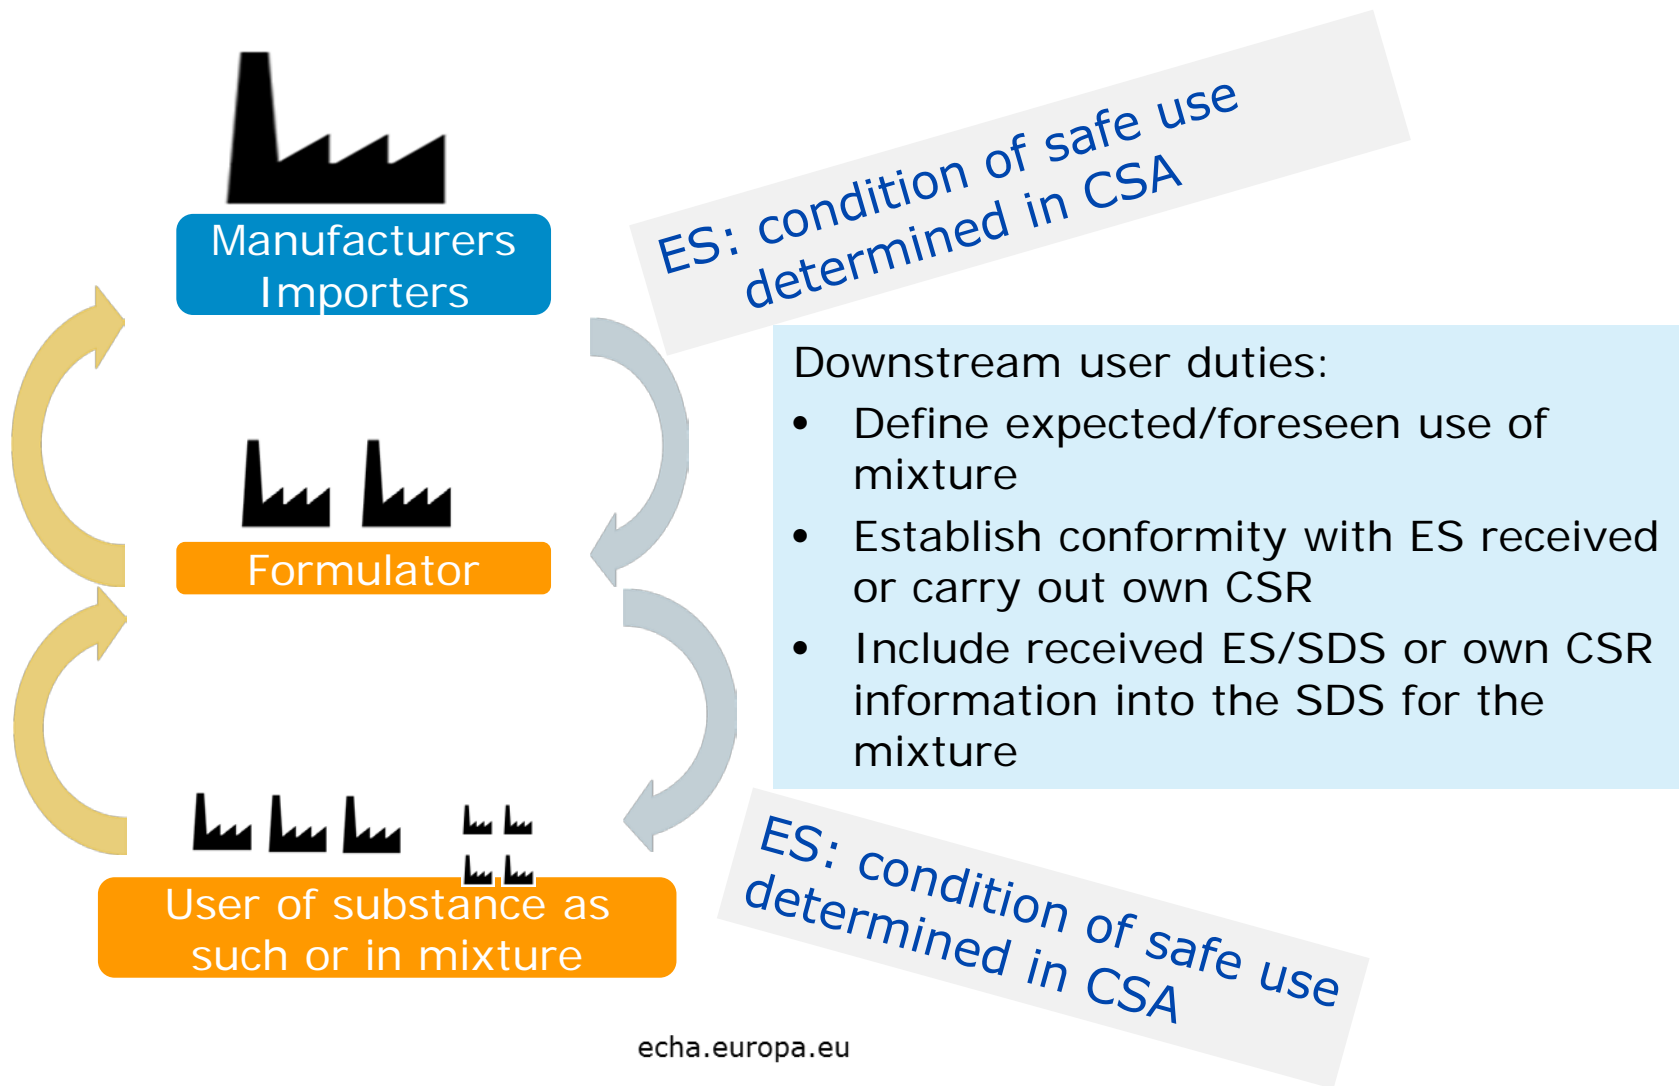 ES: condition of safe use
determined in CSA
Manufacturers
Importers
Downstream user duties:
• Define expected/foreseen use of
mixture
• Establish conformity with ES received
or carry out own CSR
• Include received ES/SDS or own CSR
information into the SDS for the
mixture
Formulator
ES: condition of safe use
determined in CSA
User of substance as
such or in mixture
echa.europa.eu